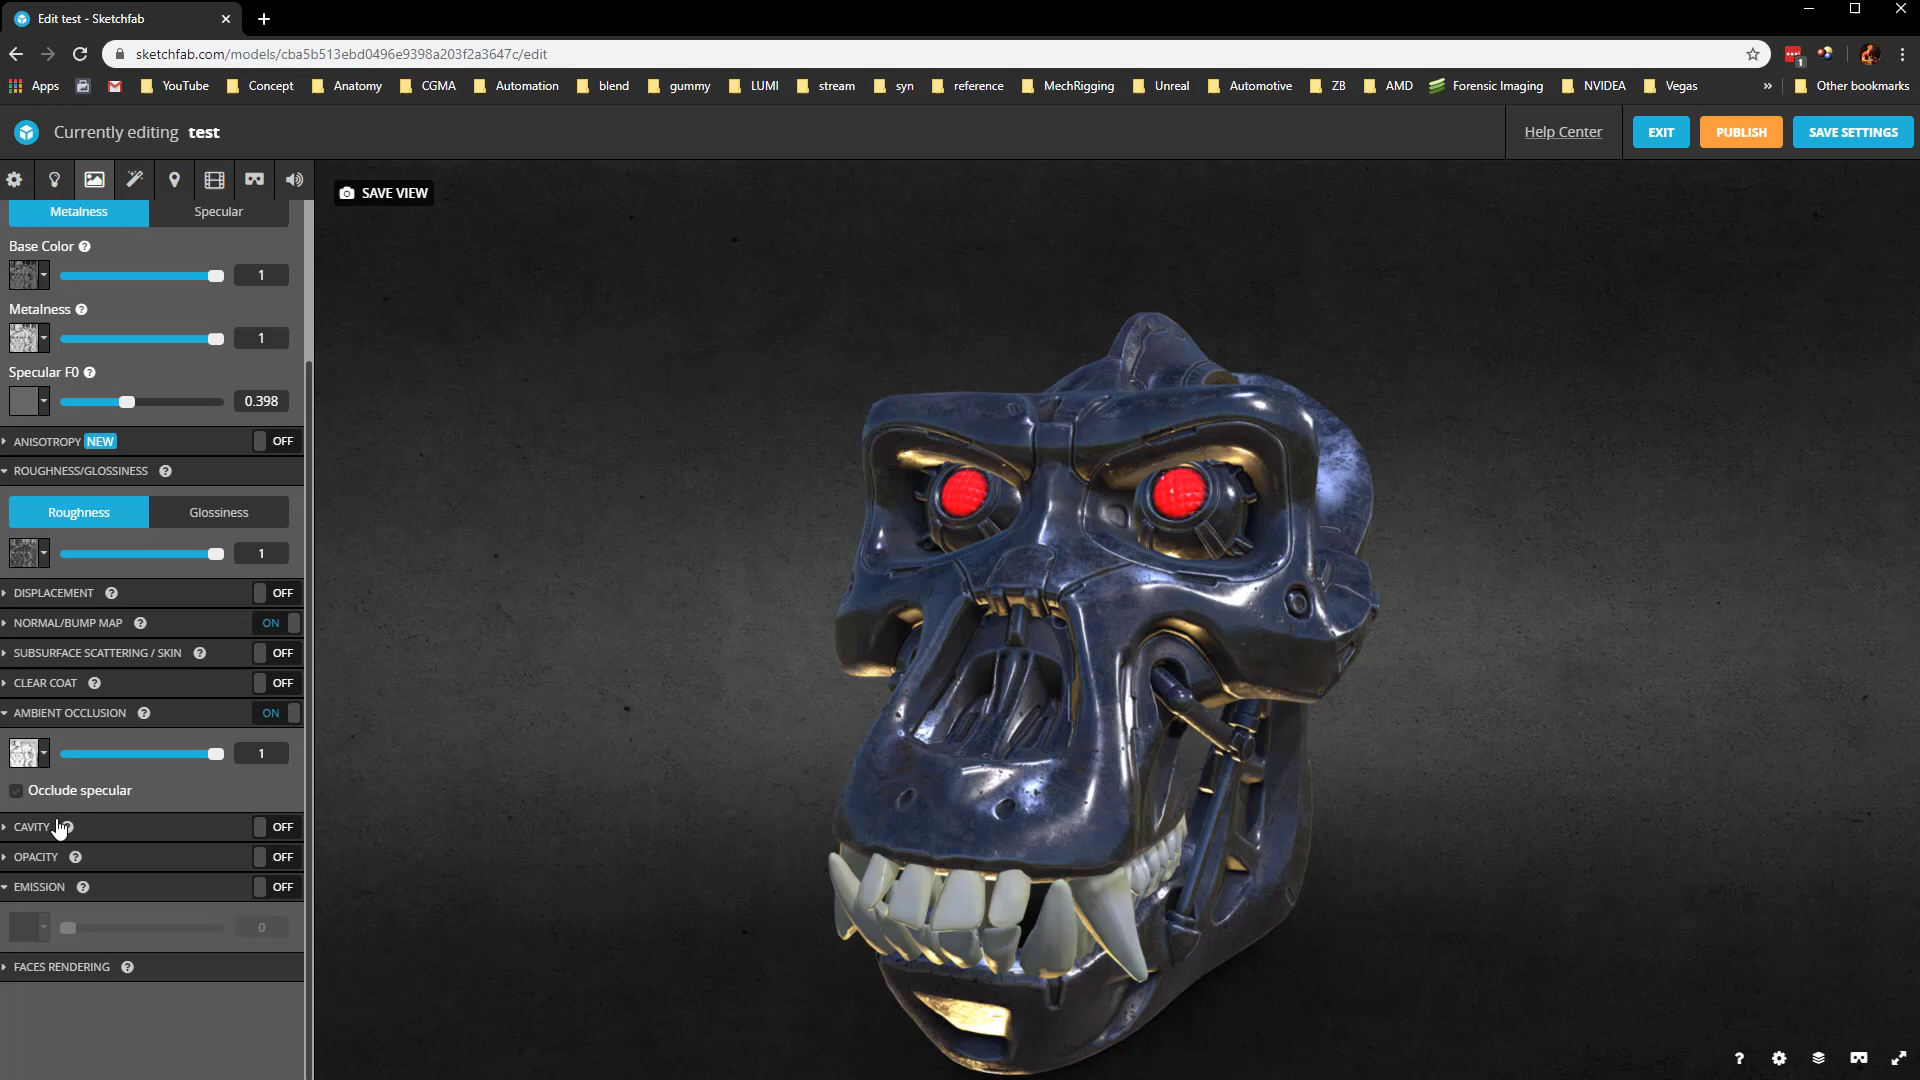 Edit test - Sketchfab
sketchfab.com/models/cba5b513ebd0496e9398a203f2a3647c/edit
1
Apps YouTube Concept Anatomy CGMA Automation blend gummy LUMI stream syn reference MechRigging Unreal Automotive ZB AMD Forensic Imaging NVIDEA Vegas » Other bookmarks
Currently editing test
Help Center EXIT PUBLISH SAVE SETTINGS
SAVE VIEW
Metalness Specular
Base Color ?
1
Metalness ?
1
Specular F0 ?
0.398
ANISOTROPY NEW OFF
ROUGHNESS/GLOSSINESS ?
Roughness Glossiness
1
DISPLACEMENT ? OFF
NORMAL/BUMP MAP ? ON
SUBSURFACE SCATTERING / SKIN ? OFF
CLEAR COAT ? OFF
AMBIENT OCCLUSION ? ON
1
Occlude specular
CAVITY ? OFF
OPACITY ? OFF
EMISSION ? OFF
0
FACES RENDERING ?
?